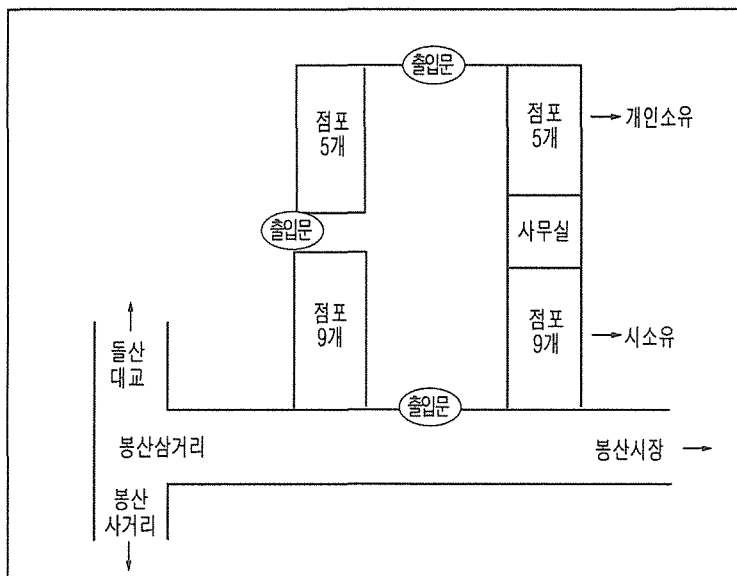 출입문
점포
5개
점포
5개
개인소유
출입문
사무실
점포
9개
점포
9개
시소유
돌산
대교
출입문
봉산삼거리
봉산시장
봉산
사거리